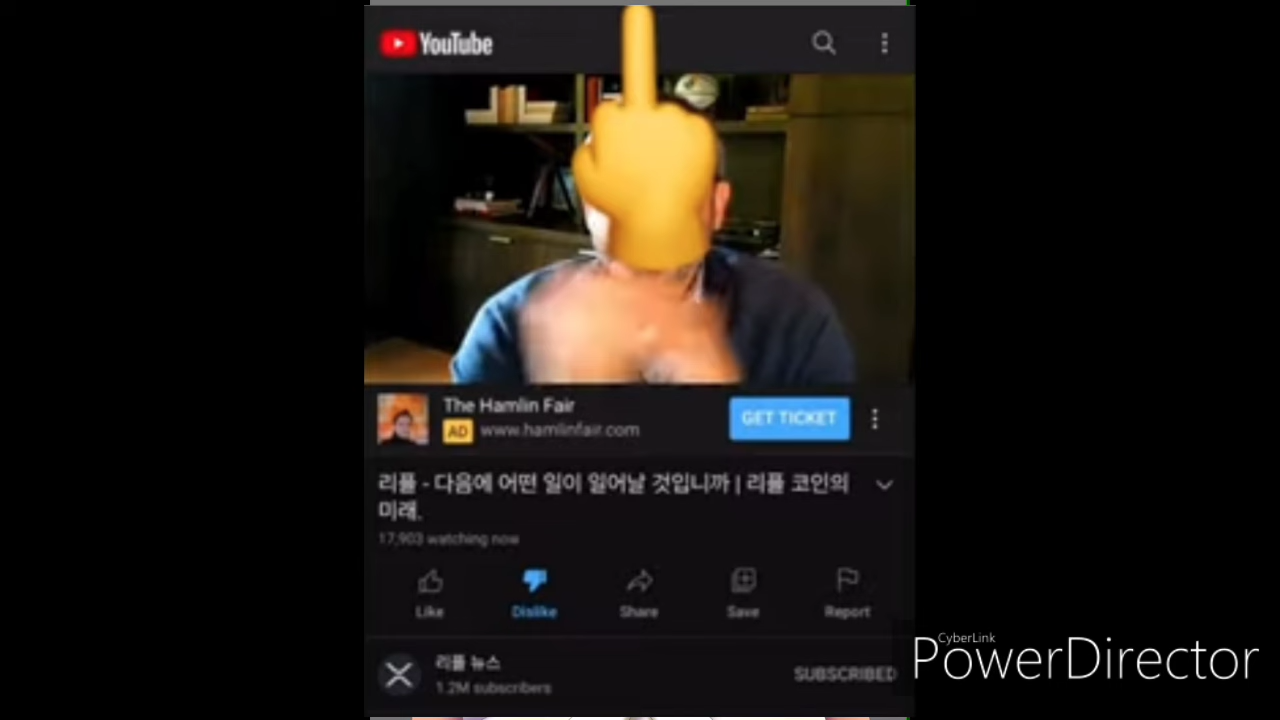 YouTube
The Hamlin Fair
GET TICKET
AD www.hamlinfair.com
리플 - 다음에 어떤 일이 일어날 것입니까 | 리플 코인의
미래.
17,903 watching now
Like Dislike Share Save Report
리플 뉴스
SUBSCRIBED
1.2M subscribers
CyberLink
PowerDirector